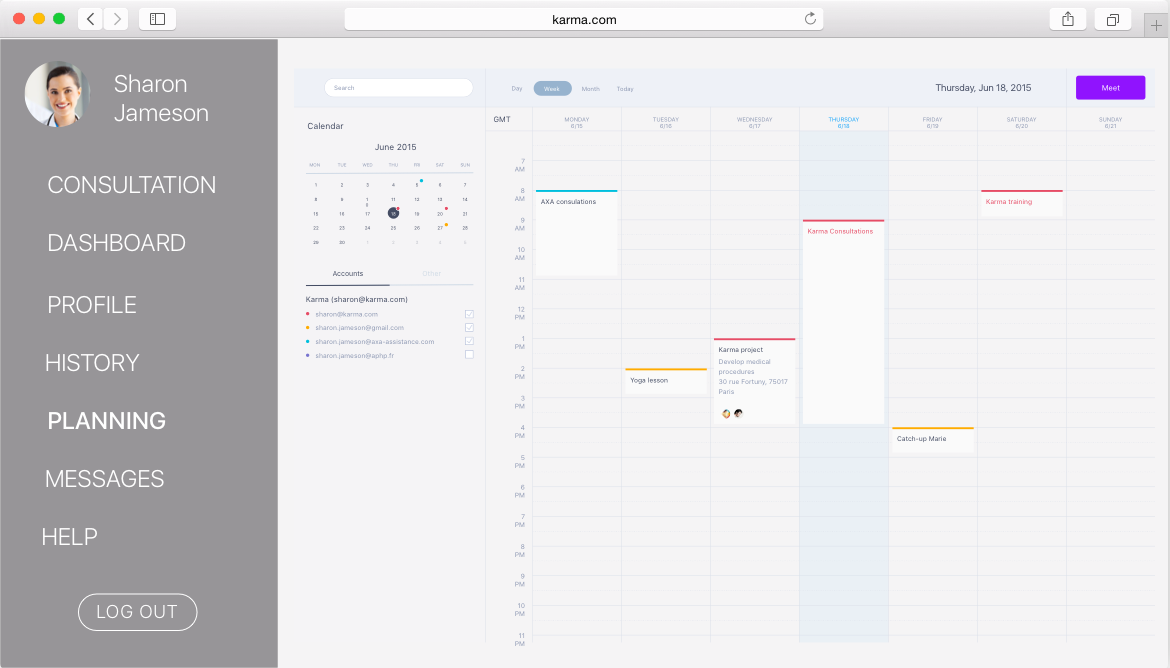 karma.com
Sharon
Jameson
CONSULTATION
DASHBOARD
PROFILE
HISTORY
PLANNING
MESSAGES
HELP
LOG OUT
Search
Day Week Month Today
Thursday, Jun 18, 2015
Meet
Calendar
June 2015
MON TUE WED THU FRI SAT SUN
1 2 3 4 5 6 7
8 9 10 11 12 13 14
15 16 17 18 19 20 21
22 23 24 25 26 27 28
29 30 1 2 3 4 5
Accounts Other
Karma (sharon@karma.com)
sharon@karma.com
sharon.jameson@gmail.com
sharon.jameson@axa-assistance.com
sharon.jameson@aphp.fr
GMT
MONDAY TUESDAY WEDNESDAY THURSDAY FRIDAY SATURDAY SUNDAY
6/15 6/16 6/17 6/18 6/19 6/20 6/21
7
AM
8
AM
9
AM
10
AM
11
AM
12
PM
1
PM
2
PM
3
PM
4
PM
5
PM
6
PM
7
PM
8
PM
9
PM
10
PM
11
PM
AXA consulations
Yoga lesson
Karma project
Develop medical
procedures
30 rue Fortuny, 75017
Paris
Karma Consultations
Catch-up Marie
Karma training